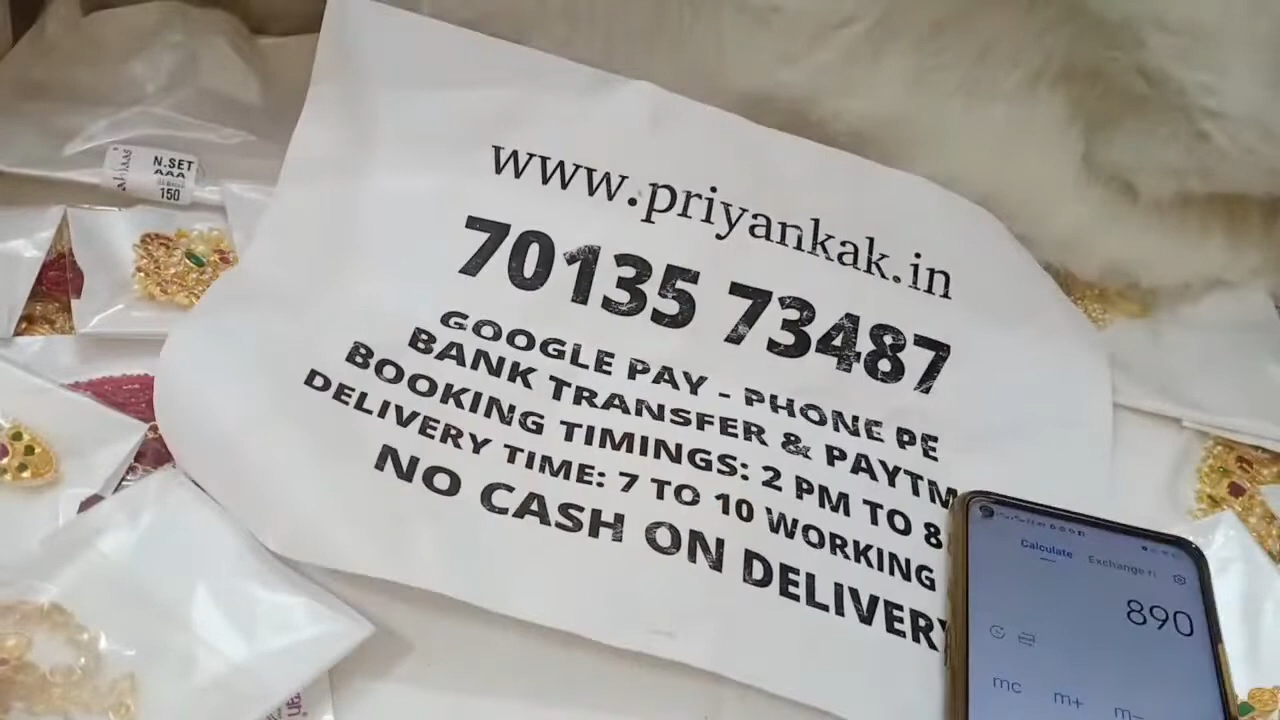 N.SET
AAA
150
www.priyankak.in
70135 73487
GOOGLE PAY - PHONE PE
BANK TRANSFER & PAYTM
BOOKING TIMINGS: 2 PM TO 8
DELIVERY TIME: 7 TO 10 WORKING
NO CASH ON DELIVERY
Calculate Exchange
890
mc m+ m-